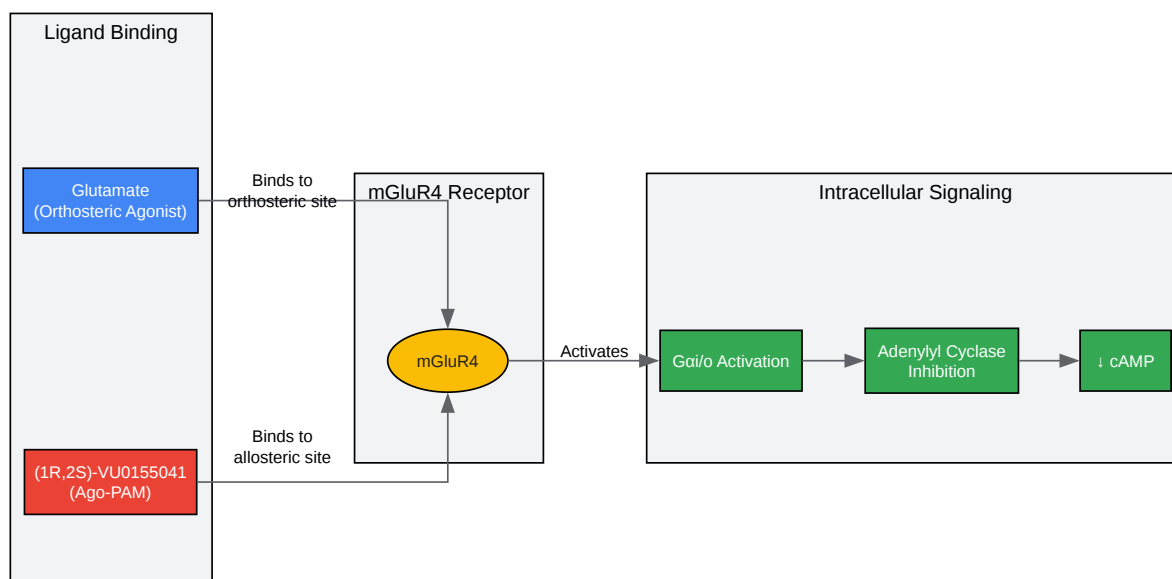 Ligand Binding
Glutamate
(Orthosteric Agonist)
Binds to
orthosteric site
mGluR4 Receptor
Intracellular Signaling
mGluR4
Activates
Gαi/o Activation
Adenylyl Cyclase
Inhibition
↓ cAMP
(1R,2S)-VU0155041
(Ago-PAM)
Binds to
allosteric site